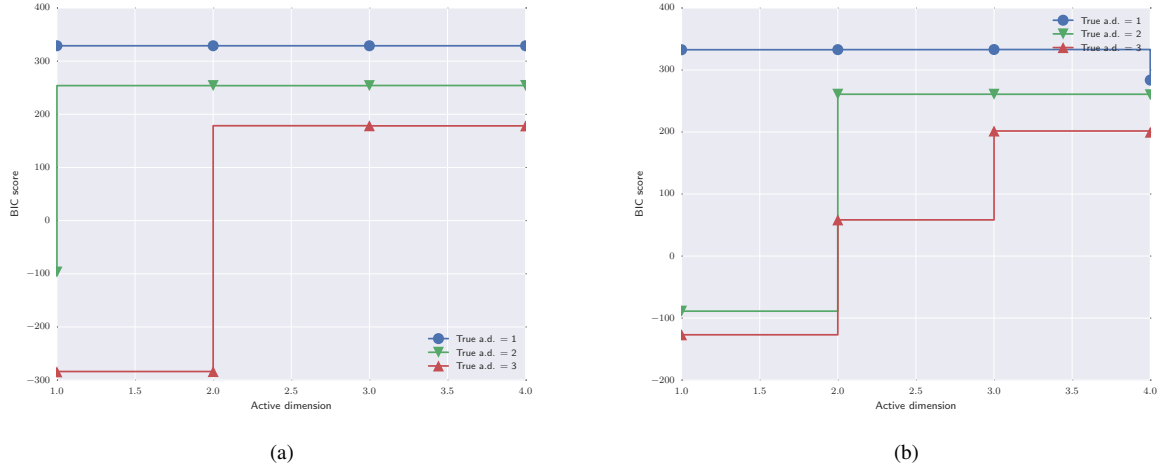 400
300
200
100
0
−100
−200
−300
BIC score
1.0 1.5 2.0 2.5 3.0 3.5 4.0
Active dimension
True a.d. = 1
True a.d. = 2
True a.d. = 3
(a)
400
300
200
100
0
−100
−200
BIC score
1.0 1.5 2.0 2.5 3.0 3.5 4.0
Active dimension
True a.d. = 1
True a.d. = 2
True a.d. = 3
(b)